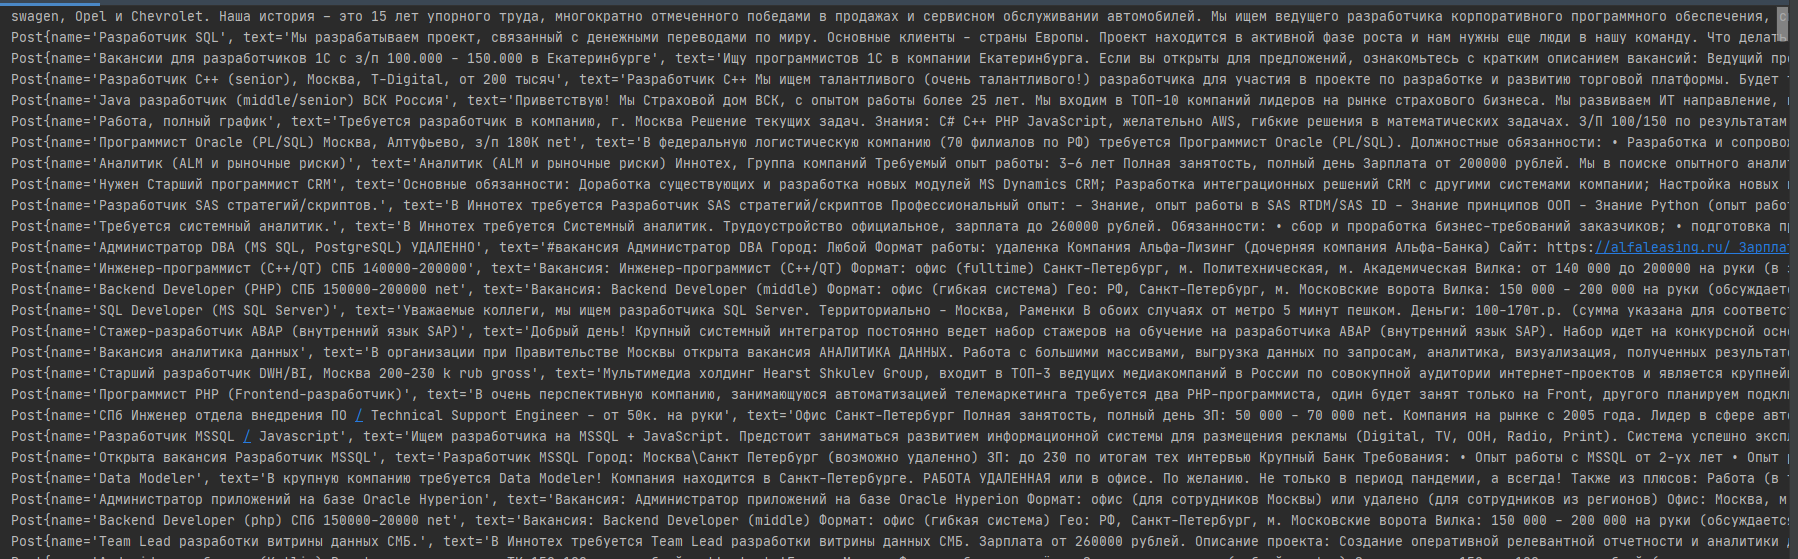 swagen, Opel и Chevrolet. Наша история – это 15 лет упорного труда, многократно отмеченного победами в продажах и сервисном обслуживании автомобилей. Мы ищем ведущего разработчика корпоративного программного обеспечения,
Post{name='Разработчик SQL', text='Мы разрабатываем проект, связанный с денежными переводами по миру. Основные клиенты - страны Европы. Проект находится в активной фазе роста и нам нужны еще люди в нашу команду. Что делать
Post{name='Вакансии для разработчиков 1С с з/п 100.000 - 150.000 в Екатеринбурге', text='Ищу программистов 1С в компании Екатеринбурга. Если вы открыты для предложений, ознакомьтесь с кратким описанием вакансий: Ведущий
Post{name='Разработчик C++ (senior), Москва, T-Digital, от 200 тысяч', text='Разработчик C++ Мы ищем талантливого (очень талантливого!) разработчика для участия в проекте по разработке и развитию торговой платформы. Будет
Post{name='Java разработчик (middle/senior) ВСК Россия', text='Приветствую! Мы Страховой дом ВСК, с опытом работы более 25 лет. Мы входим в ТОП-10 компаний лидеров на рынке страхового бизнеса. Мы развиваем ИТ направление,
Post{name='Работа, полный график', text='Требуется разработчик в компанию, г. Москва Решение текущих задач. Знания: C# C++ PHP JavaScript, желательно AWS, гибкие решения в математических задачах. З/П 100/150 по результатам
Post{name='Программист Oracle (PL/SQL) Москва, Алтуфьево, з/п 180К net', text='В федеральную логистическую компанию (70 филиалов по РФ) требуется Программист Oracle (PL/SQL). Должностные обязанности: • Разработка и сопрово
Post{name='Аналитик (ALM и рыночные риски)', text='Аналитик (ALM и рыночные риски) Иннотех, Группа компаний Требуемый опыт работы: 3–6 лет Полная занятость, полный день Зарплата от 200000 рублей. Мы в поиске опытного анали
Post{name='Нужен Старший программист CRM', text='Основные обязанности: Доработка существующих и разработка новых модулей MS Dynamics CRM; Разработка интеграционных решений CRM с другими системами компании; Настройка новых
Post{name='Разработчик SAS стратегий/скриптов.', text='В Иннотех требуется Разработчик SAS стратегий/скриптов Профессиональный опыт: - Знание, опыт работы в SAS RTDM/SAS ID - Знание принципов ООП - Знание Python (опыт рабо
Post{name='Требуется системный аналитик.', text='В Иннотех требуется Системный аналитик. Трудоустройство официальное, зарплата до 260000 рублей. Обязанности: • сбор и проработка бизнес-требований заказчиков; • подготовка
Post{name='Администратор DBA (MS SQL, PostgreSQL) УДАЛЕННО', text='#вакансия Администратор DBA Город: Любой Формат работы: удаленка Компания Альфа-Лизинг (дочерняя компания Альфа-Банка) Сайт: https://alfaleasing.ru/ Зарпла
Post{name='Инженер-программист (C++/QT) СПБ 140000-200000', text='Вакансия: Инженер-программист (C++/QT) Формат: офис (fulltime) Санкт-Петербург, м. Политехническая, м. Академическая Вилка: от 140 000 до 200000 на руки (в
Post{name='Backend Developer (PHP) СПБ 150000-200000 net', text='Вакансия: Backend Developer (middle) Формат: офис (гибкая система) Гео: РФ, Санкт-Петербург, м. Московские ворота Вилка: 150 000 - 200 000 на руки (обсуждает
Post{name='SQL Developer (MS SQL Server)', text='Уважаемые коллеги, мы ищем разработчика SQL Server. Территориально - Москва, Раменки В обоих случаях от метро 5 минут пешком. Деньги: 100-170т.р. (сумма указана для соответс
Post{name='Стажер-разработчик ABAP (внутренний язык SAP)', text='Добрый день! Крупный системный интегратор постоянно ведет набор стажеров на обучение на разработчика ABAP (внутренний язык SAP). Набор идет на конкурсной осн
Post{name='Вакансия аналитика данных', text='В организации при Правительстве Москвы открыта вакансия АНАЛИТИКА ДАННЫХ. Работа с большими массивами, выгрузка данных по запросам, аналитика, визуализация, полученных результат
Post{name='Старший разработчик DWH/BI, Москва 200-230 k rub gross', text='Мультимедиа холдинг Hearst Shkulev Group, входит в ТОП-3 ведущих медиакомпаний в России по совокупной аудитории интернет-проектов и является крупней
Post{name='Программист PHP (Frontend-разработчик)', text='В очень перспективную компанию, занимающуюся автоматизацией телемаркетинга требуется два PHP-программиста, один будет занят только на Front, другого планируем подкл
Post{name='СПб Инженер отдела внедрения ПО / Technical Support Engineer - от 50к. на руки', text='Офис Санкт-Петербург Полная занятость, полный день ЗП: 50 000 - 70 000 net. Компания на рынке с 2005 года. Лидер в сфере авто
Post{name='Разработчик MSSQL / Javascript', text='Ищем разработчика на MSSQL + JavaScript. Предстоит заниматься развитием информационной системы для размещения рекламы (Digital, TV, OOH, Radio, Print). Система успешно экспл
Post{name='Открыта вакансия Разработчик MSSQL', text='Разработчик MSSQL Город: Москва\Санкт Петербург (возможно удаленно) ЗП: до 230 по итогам тех интервью Крупный Банк Требования: • Опыт работы с MSSQL от 2-ух лет • Опыт
Post{name='Data Modeler', text='В крупную компанию требуется Data Modeler! Компания находится в Санкт-Петербурге. РАБОТА УДАЛЕННАЯ или в офисе. По желанию. Не только в период пандемии, а всегда! Также из плюсов: Работа (в
Post{name='Администратор приложений на базе Oracle Hyperion', text='Вакансия: Администратор приложений на базе Oracle Hyperion Формат: офис (для сотрудников Москвы) или удалено (для сотрудников из регионов) Офис: Москва, м
Post{name='Backend Developer (php) СПб 150000-20000 net', text='Вакансия: Backend Developer (middle) Формат: офис (гибкая система) Гео: РФ, Санкт-Петербург, м. Московские ворота Вилка: 150 000 - 200 000 на руки (обсуждаетс
Post{name='Team Lead разработки витрины данных СМБ.', text='В Иннотех требуется Team Lead разработки витрины данных СМБ. Зарплата от 260000 рублей. Описание проекта: Создание оперативной релевантной отчетности и аналитики